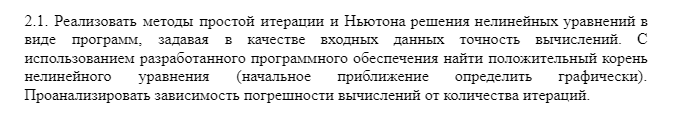 2.1. Реализовать методы простой итерации и Ньютона решения нелинейных уравнений в
виде программ, задавая в качестве входных данных точность вычислений. С
использованием разработанного программного обеспечения найти положительный корень
нелинейного уравнения (начальное приближение определить графически).
Проанализировать зависимость погрешности вычислений от количества итераций.